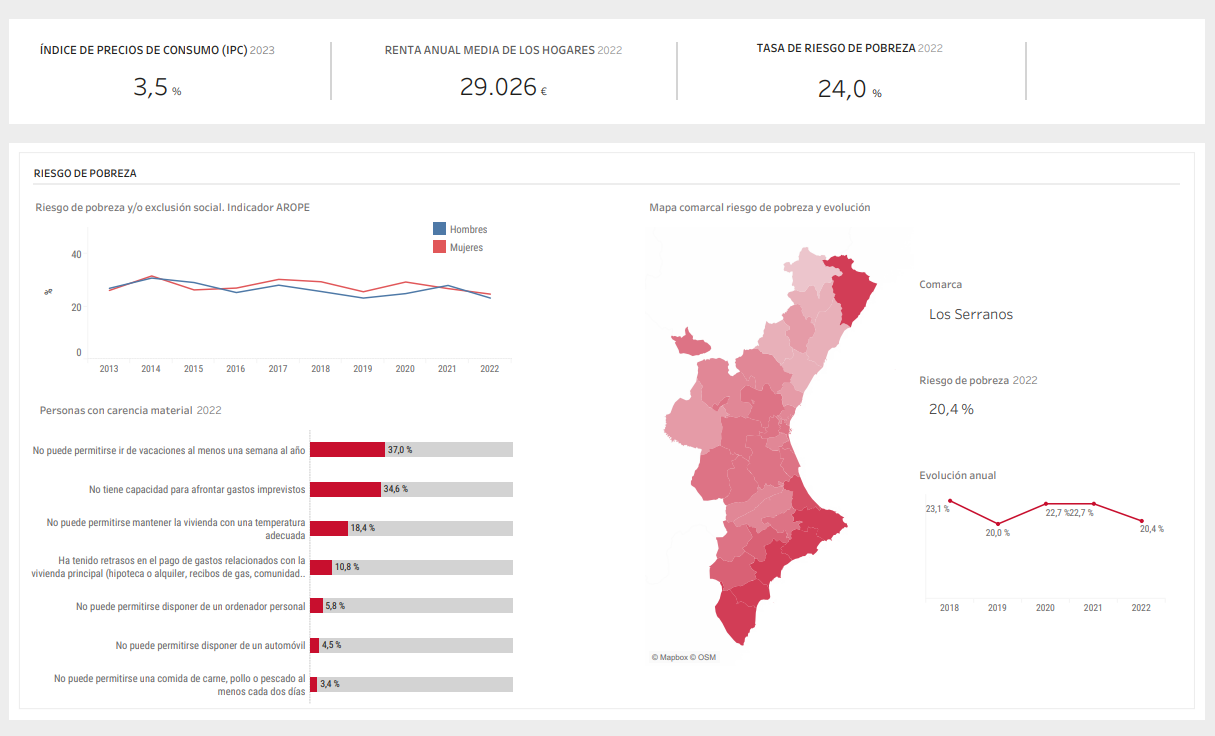 ÍNDICE DE PRECIOS DE CONSUMO (IPC) 2023
3,5 %
RENTA ANUAL MEDIA DE LOS HOGARES 2022
29.026 €
TASA DE RIESGO DE POBREZA 2022
24,0 %
RIESGO DE POBREZA
Riesgo de pobreza y/o exclusión social. Indicador AROPE
Hombres
Mujeres
40
%
20
0
2013 2014 2015 2016 2017 2018 2019 2020 2021 2022
Personas con carencia material 2022
No puede permitirse ir de vacaciones al menos una semana al año 37,0 %
No tiene capacidad para afrontar gastos imprevistos 34,6 %
No puede permitirse mantener la vivienda con una temperatura
adecuada 18,4 %
Ha tenido retrasos en el pago de gastos relacionados con la
vivienda principal (hipoteca o alquiler, recibos de gas, comunidad.. 10,8 %
No puede permitirse disponer de un ordenador personal 5,8 %
No puede permitirse disponer de un automóvil 4,5 %
No puede permitirse una comida de carne, pollo o pescado al
menos cada dos días 3,4 %
Mapa comarcal riesgo de pobreza y evolución
© Mapbox © OSM
Comarca
Los Serranos
Riesgo de pobreza 2022
20,4 %
Evolución anual
23,1 % 20,0 % 22,7 % 22,7 % 20,4 %
2018 2019 2020 2021 2022